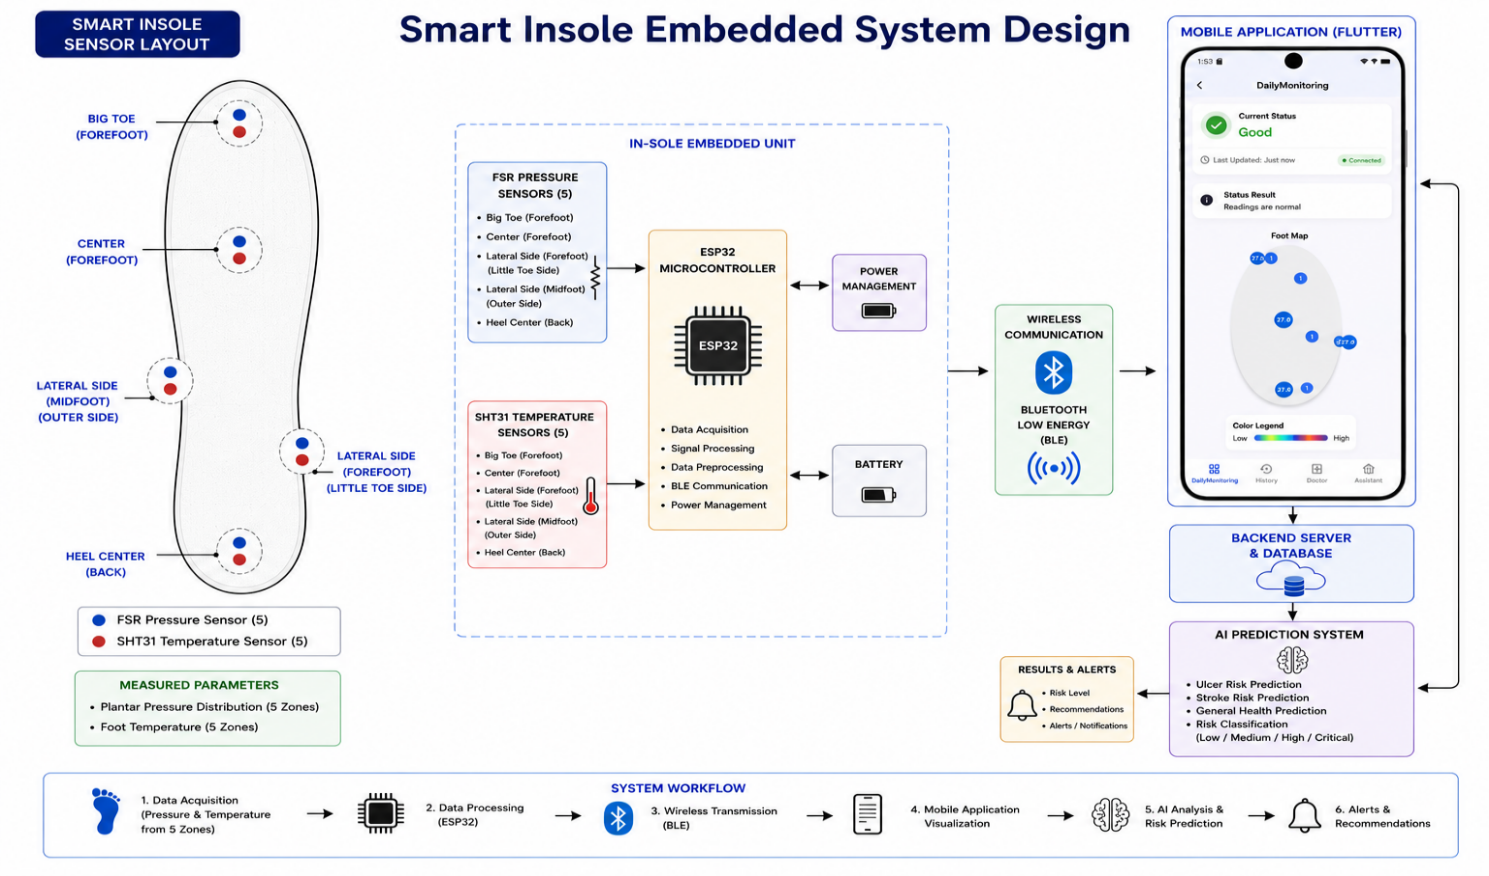 SMART INSOLE
SENSOR LAYOUT
Smart Insole Embedded System Design
BIG TOE
(FOREFOOT)
CENTER
(FOREFOOT)
LATERAL SIDE
(MIDFOOT)
(OUTER SIDE)
LATERAL SIDE
(FOREFOOT)
(LITTLE TOE SIDE)
HEEL CENTER
(BACK)
FSR Pressure Sensor (5)
SHT31 Temperature Sensor (5)
MEASURED PARAMETERS
• Plantar Pressure Distribution (5 Zones)
• Foot Temperature (5 Zones)
IN-SOLE EMBEDDED UNIT
FSR PRESSURE
SENSORS (5)
• Big Toe (Forefoot)
• Center (Forefoot)
• Lateral Side (Forefoot)
(Little Toe Side)
• Lateral Side (Midfoot)
(Outer Side)
• Heel Center (Back)
SHT31 TEMPERATURE
SENSORS (5)
• Big Toe (Forefoot)
• Center (Forefoot)
• Lateral Side (Forefoot)
(Little Toe Side)
• Lateral Side (Midfoot)
(Outer Side)
• Heel Center (Back)
ESP32
MICROCONTROLLER
ESP32
• Data Acquisition
• Signal Processing
• Data Preprocessing
• BLE Communication
• Power Management
POWER
MANAGEMENT
BATTERY
WIRELESS
COMMUNICATION
BLUETOOTH
LOW ENERGY
(BLE)
MOBILE APPLICATION (FLUTTER)
1:53
DailyMonitoring
Current Status
Good
Last Updated: Just now
• Connected
Status Result
Readings are normal
Foot Map
1
1
27.0
1
27.0
27.0
1
Color Legend
Low
High
DailyMonitoring
History
Doctor
Assistant
BACKEND SERVER
& DATABASE
AI PREDICTION SYSTEM
• Ulcer Risk Prediction
• Stroke Risk Prediction
• General Health Prediction
• Risk Classification
(Low / Medium / High / Critical)
RESULTS & ALERTS
• Risk Level
• Recommendations
• Alerts / Notifications
SYSTEM WORKFLOW
1. Data Acquisition
(Pressure & Temperature
from 5 Zones)
2. Data Processing
(ESP32)
3. Wireless Transmission
(BLE)
4. Mobile Application
Visualization
5. AI Analysis &
Risk Prediction
6. Alerts &
Recommendations